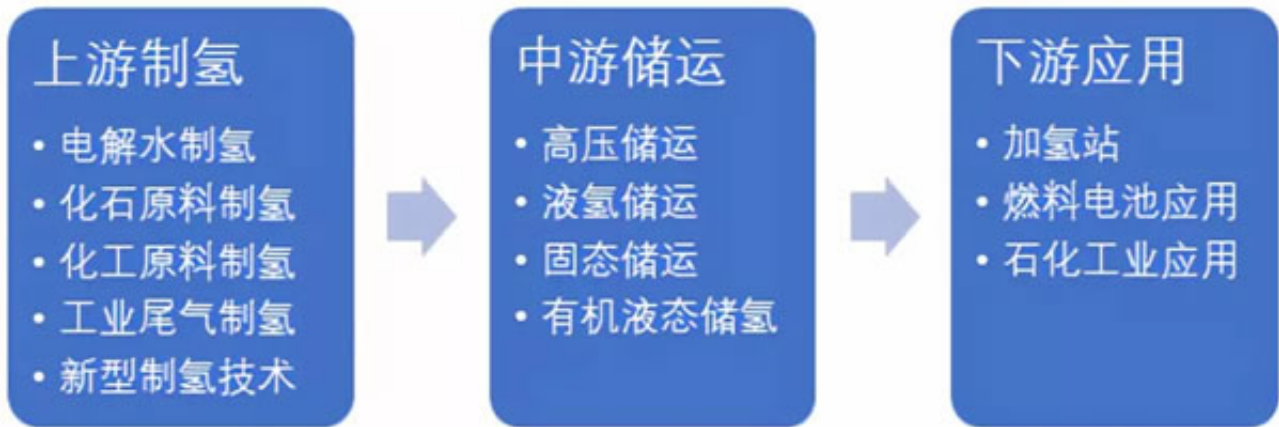 上游制氢
• 电解水制氢
• 化石原料制氢
• 化工原料制氢
• 工业尾气制氢
• 新型制氢技术
中游储运
• 高压储运
• 液氢储运
• 固态储运
• 有机液态储氢
下游应用
• 加氢站
• 燃料电池应用
• 石化工业应用